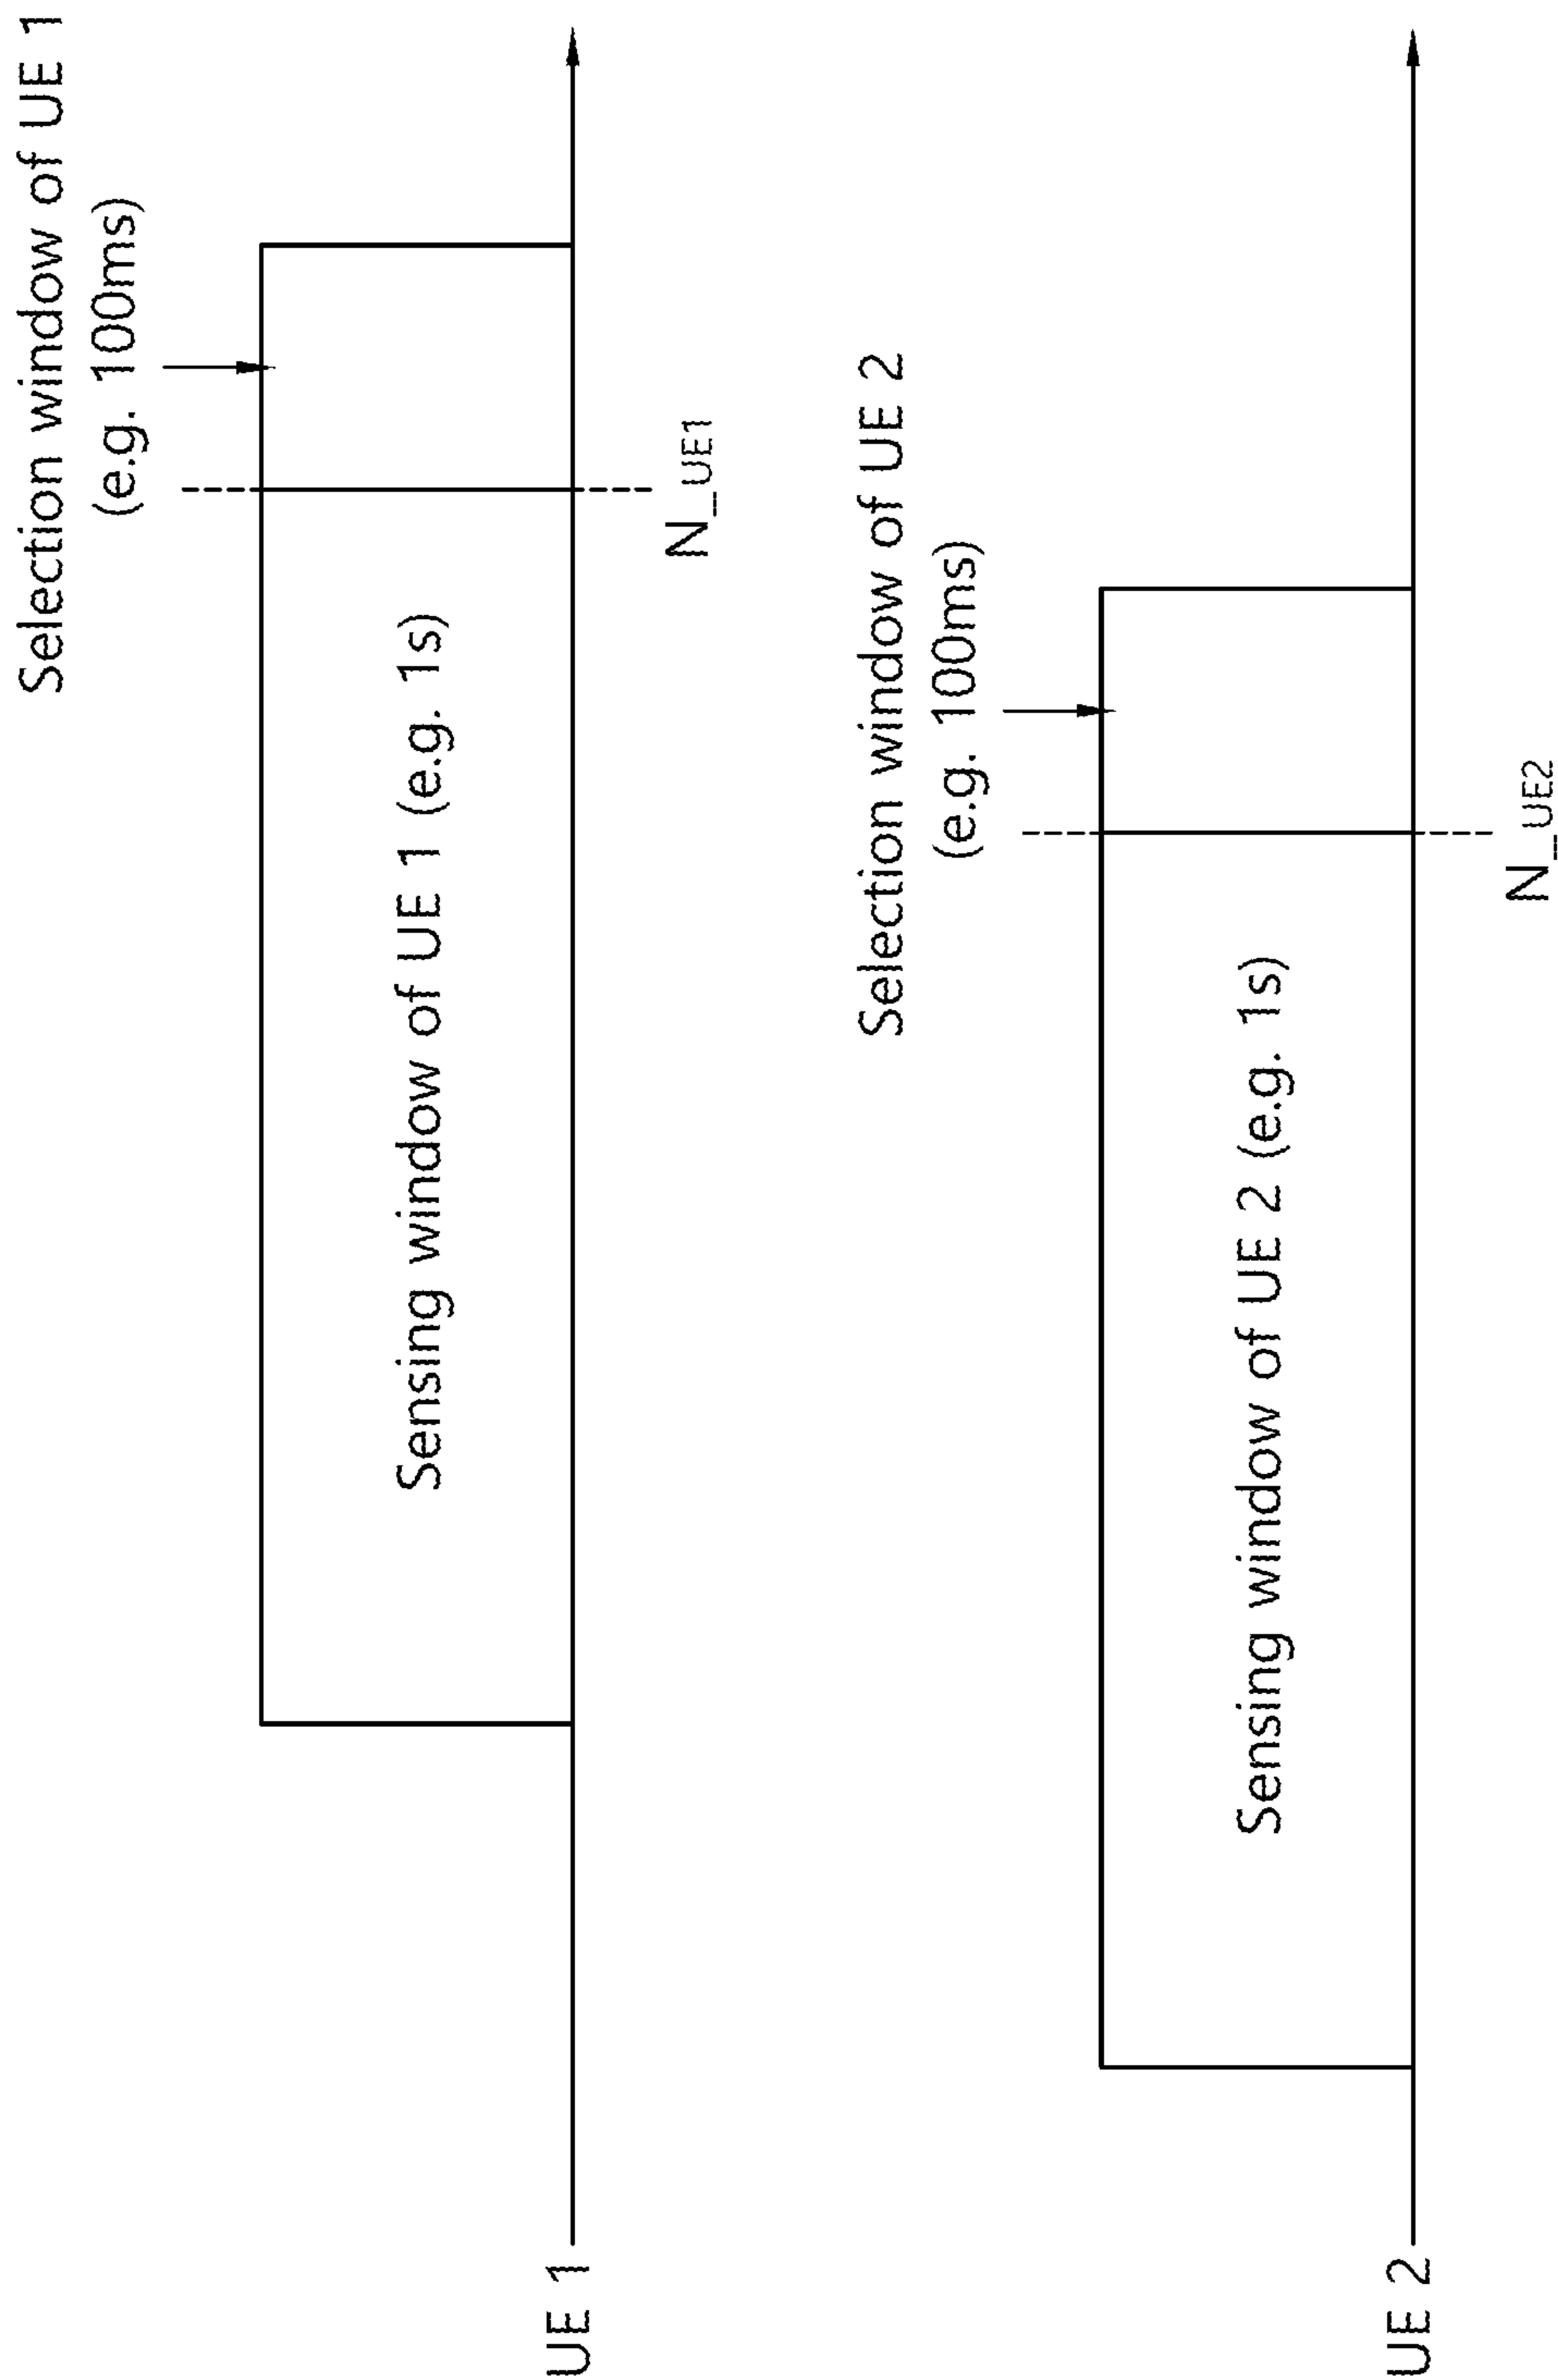 Selection window of UE 1
(e.g. 100ms)
Sensing window of UE 1 (e.g. 1s)
UE 1
N_UE1
Selection window of UE 2
(e.g. 100ms)
Sensing window of UE 2 (e.g. 1s)
UE 2
N_UE2